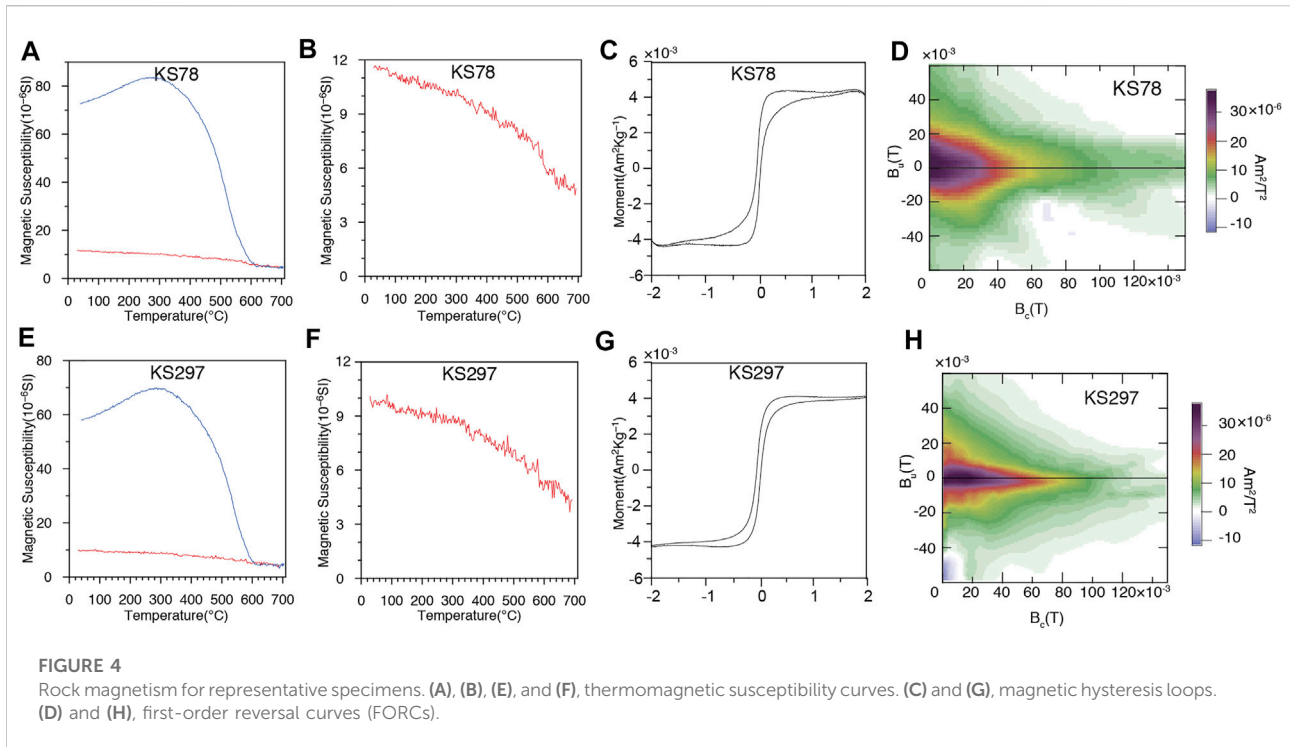 A
KS78
Magnetic Susceptibility(10⁻⁶SI)
80
60
40
20
0
0 100 200 300 400 500 600 700
Temperature(°C)
B
KS78
Magnetic Susceptibility(10⁻⁶SI)
12
9
6
3
0
0 100 200 300 400 500 600 700
Temperature(°C)
C
×10⁻³
KS78
Moment(Am²Kg⁻¹)
6
4
2
0
-2
-4
-6
-2 -1 0 1 2
D
×10⁻³
KS78
Bᵤ(T)
40
20
0
-20
-40
20 40 60 80 100 120×10⁻³
B꜀(T)
30×10⁻⁶
20
10
0
-10
Am²/T²
E
KS297
Magnetic Susceptibility(10⁻⁶SI)
80
60
40
20
0
0 100 200 300 400 500 600 700
Temperature(°C)
F
KS297
Magnetic Susceptibility(10⁻⁶SI)
12
9
6
3
0
0 100 200 300 400 500 600 700
Temperature(°C)
G
×10⁻³
KS297
Moment(Am²Kg⁻¹)
6
4
2
0
-2
-4
-6
-2 -1 0 1 2
H
×10⁻³
KS297
Bᵤ(T)
40
20
0
-20
-40
0 20 40 60 80 100 120×10⁻³
B꜀(T)
30×10⁻⁶
20
10
0
-10
Am²/T²
FIGURE 4
Rock magnetism for representative specimens. (A), (B), (E), and (F), thermomagnetic susceptibility curves. (C) and (G), magnetic hysteresis loops.
(D) and (H), first-order reversal curves (FORCs).